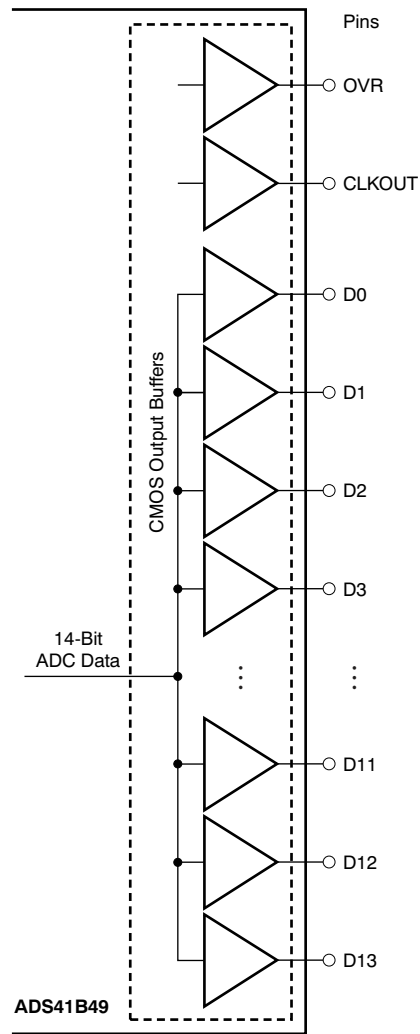 Pins
OVR
CLKOUT
D0
CMOS Output Buffers
D1
D2
D3
14-Bit
ADC Data
⋮
⋮
D11
D12
D13
ADS41B49